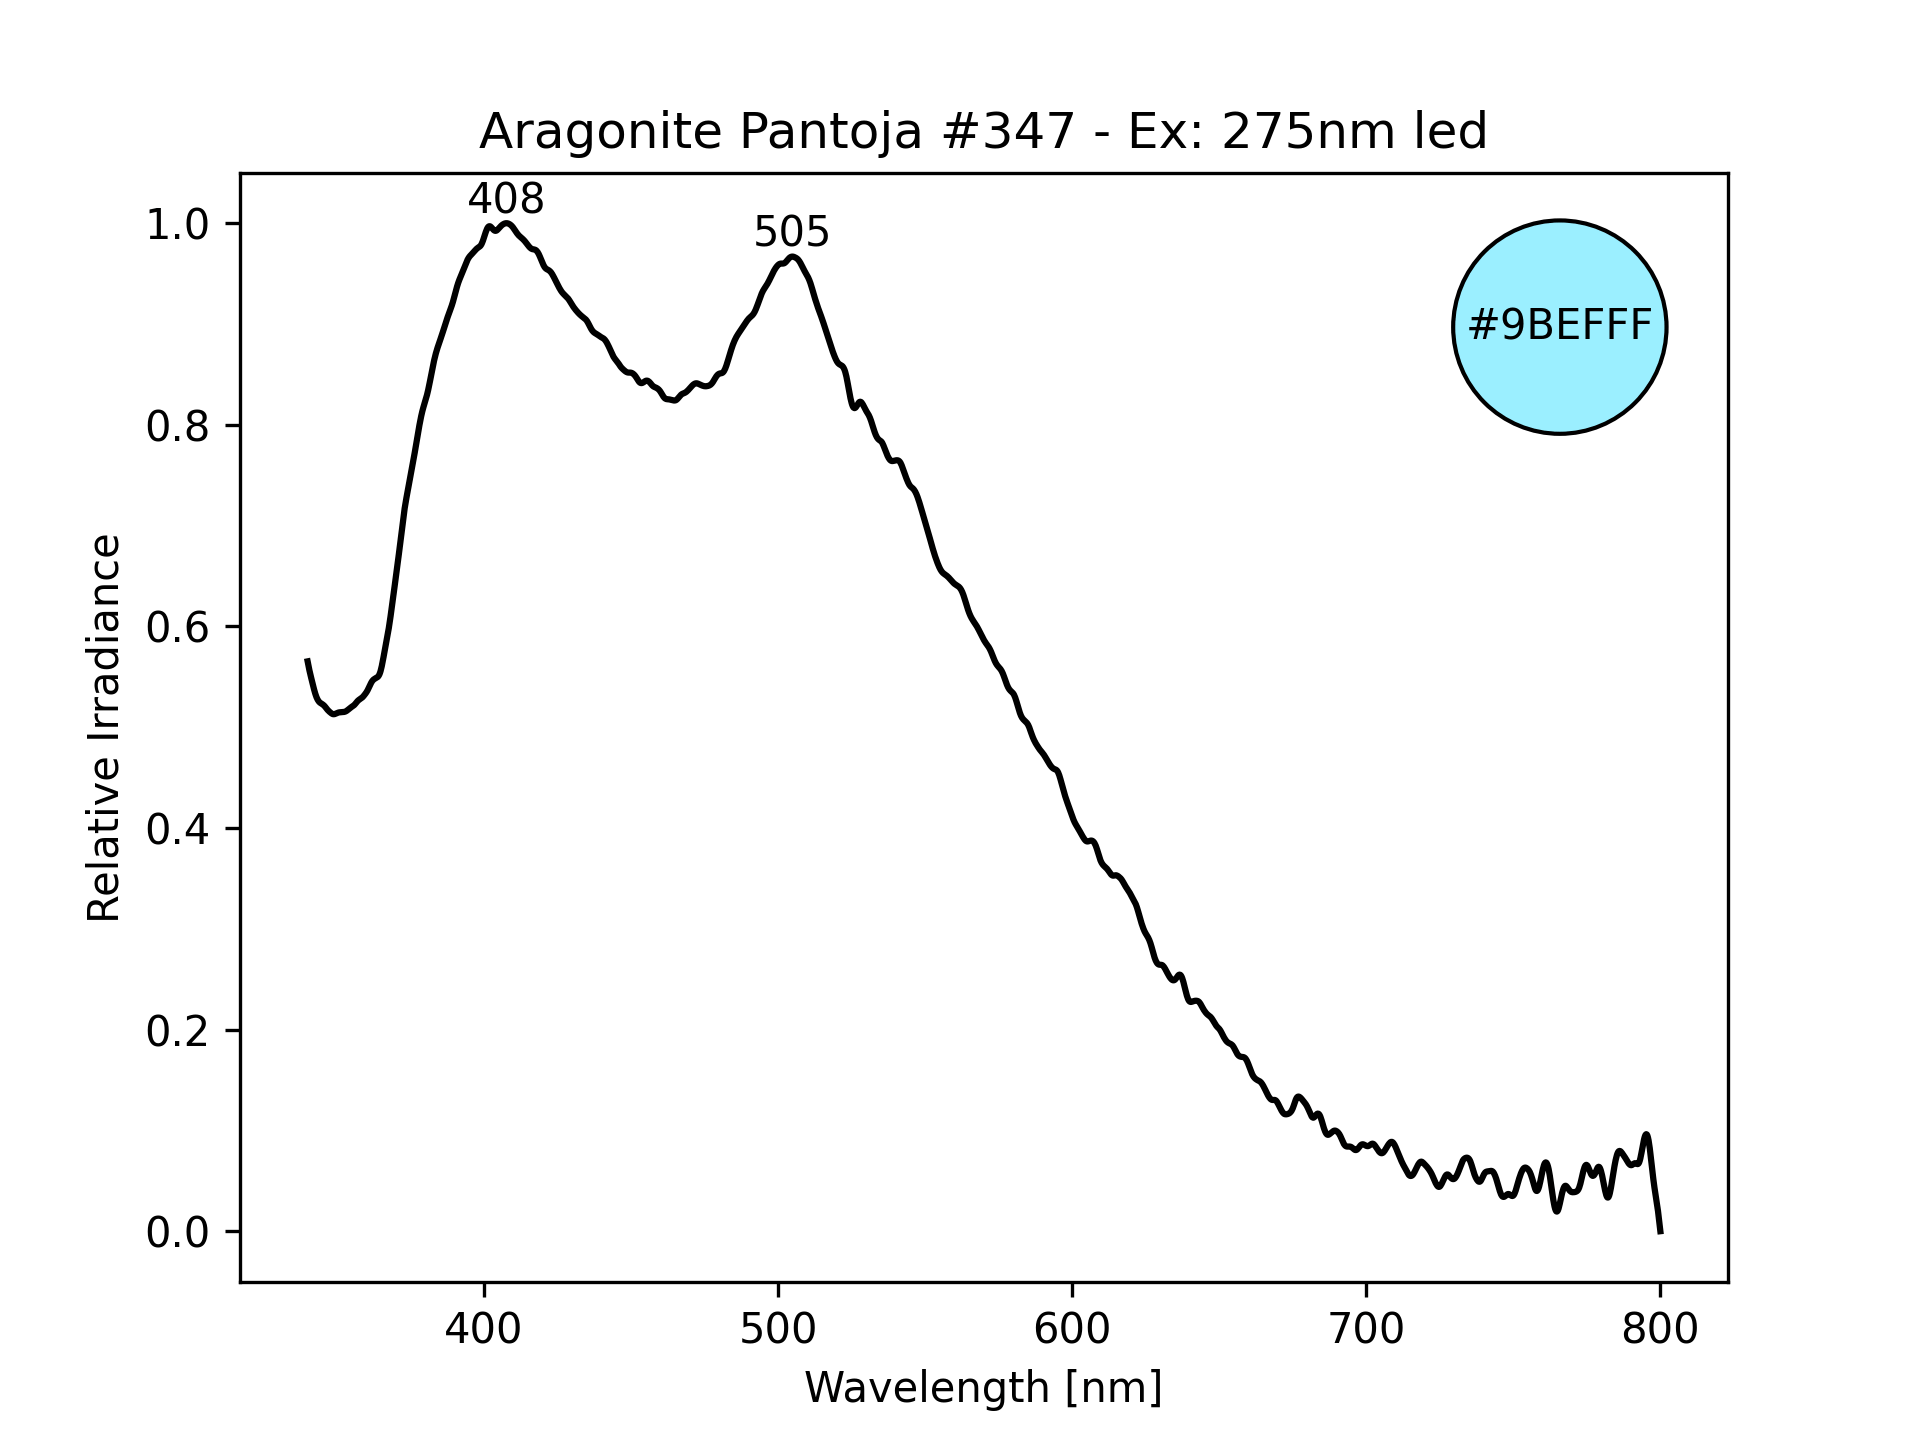 Aragonite Pantoja #347 - Ex: 275nm led
408
505
#9BEFFF
1.0
0.8
0.6
0.4
0.2
0.0
Relative Irradiance
400 500 600 700 800
Wavelength [nm]